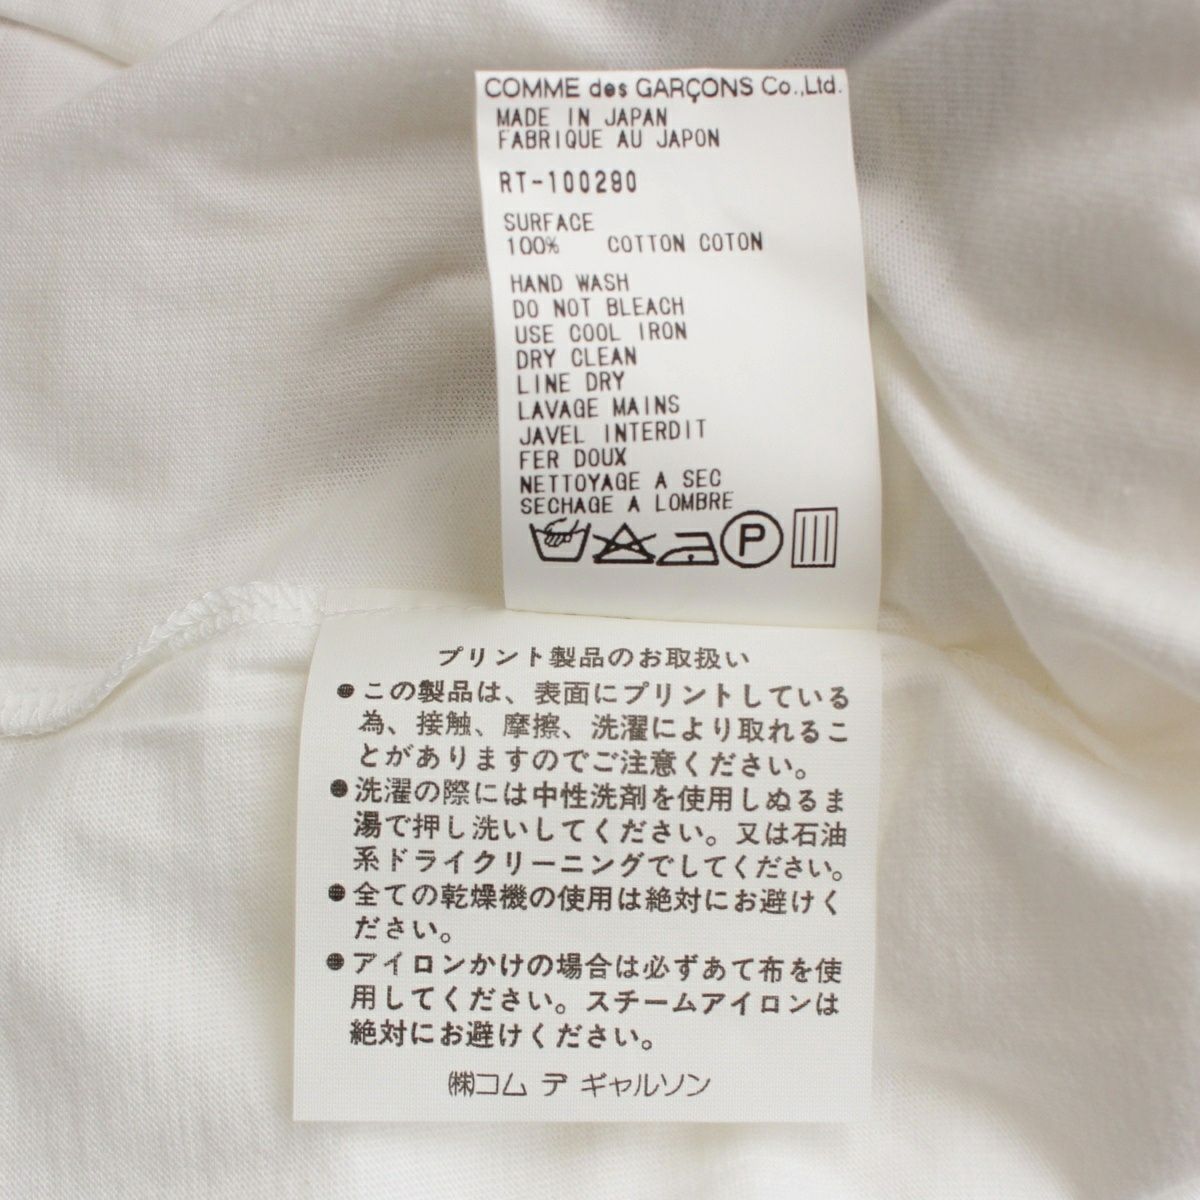 COMME des GARÇONS Co.,Ltd.
MADE IN JAPAN
FABRIQUE AU JAPON
RT-100280
SURFACE
100% COTTON COTON
HAND WASH
DO NOT BLEACH
USE COOL IRON
DRY CLEAN
LINE DRY
LAVAGE MAINS
JAVEL INTERDIT
FER DOUX
NETTOYAGE A SEC
SECHAGE A LOMBRE
P
プリント製品のお取扱い
●この製品は、表面にプリントしている
為、接触、摩擦、洗濯により取れるこ
とがありますのでご注意ください。
●洗濯の際には中性洗剤を使用しぬるま
湯で押し洗いしてください。又は石油
系ドライクリーニングでしてください。
●全ての乾燥機の使用は絶対にお避けく
ださい。
●アイロンかけの場合は必ずあて布を使
用してください。スチームアイロンは
絶対にお避けください。
㈱コム デ ギャルソン